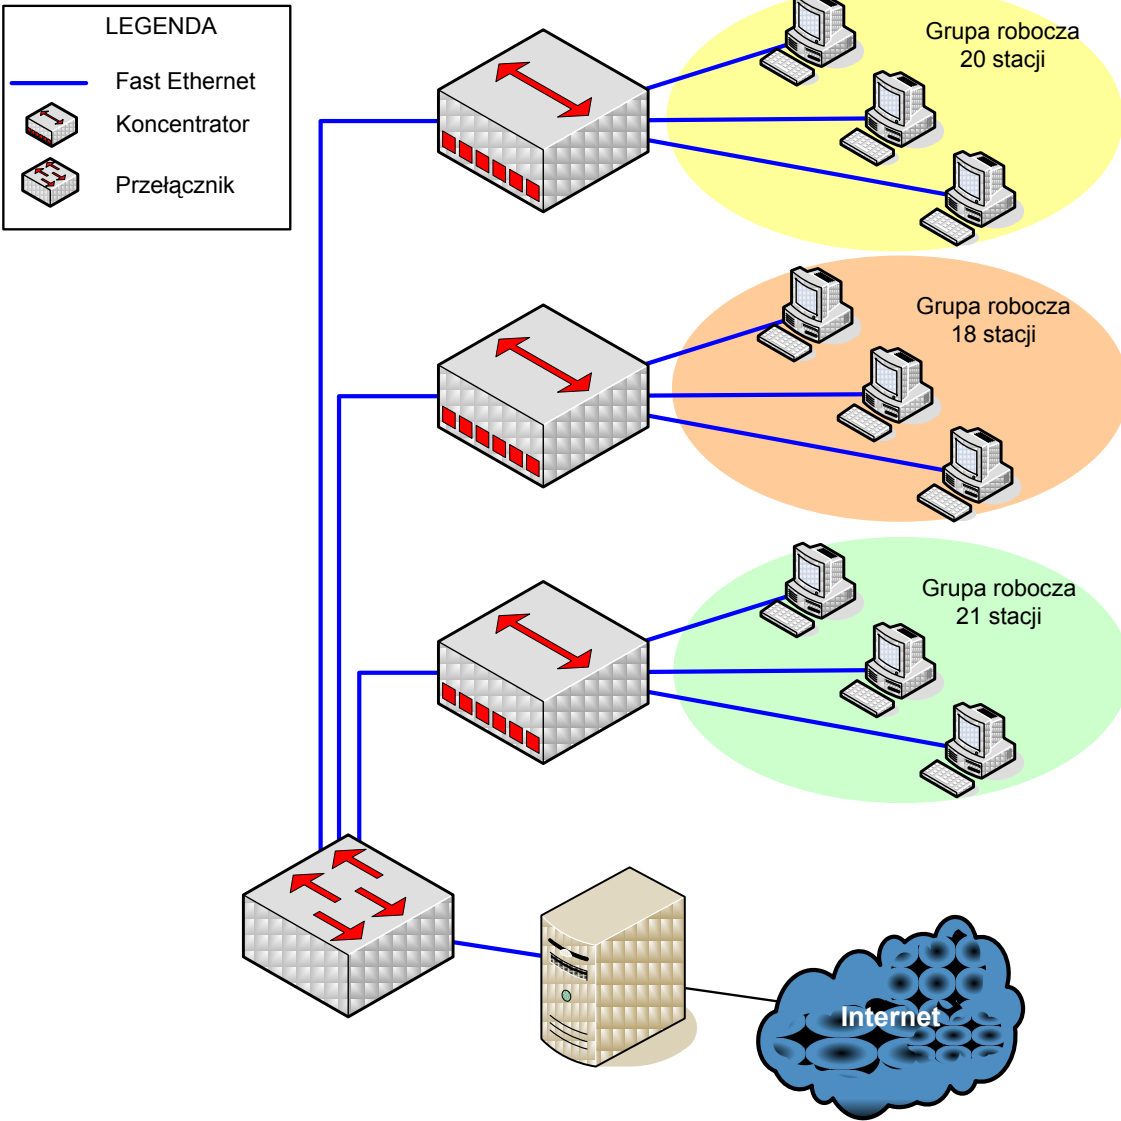 LEGENDA
Fast Ethernet
Koncentrator
Przełącznik
Grupa robocza
20 stacji
Grupa robocza
18 stacji
Grupa robocza
21 stacji
Internet